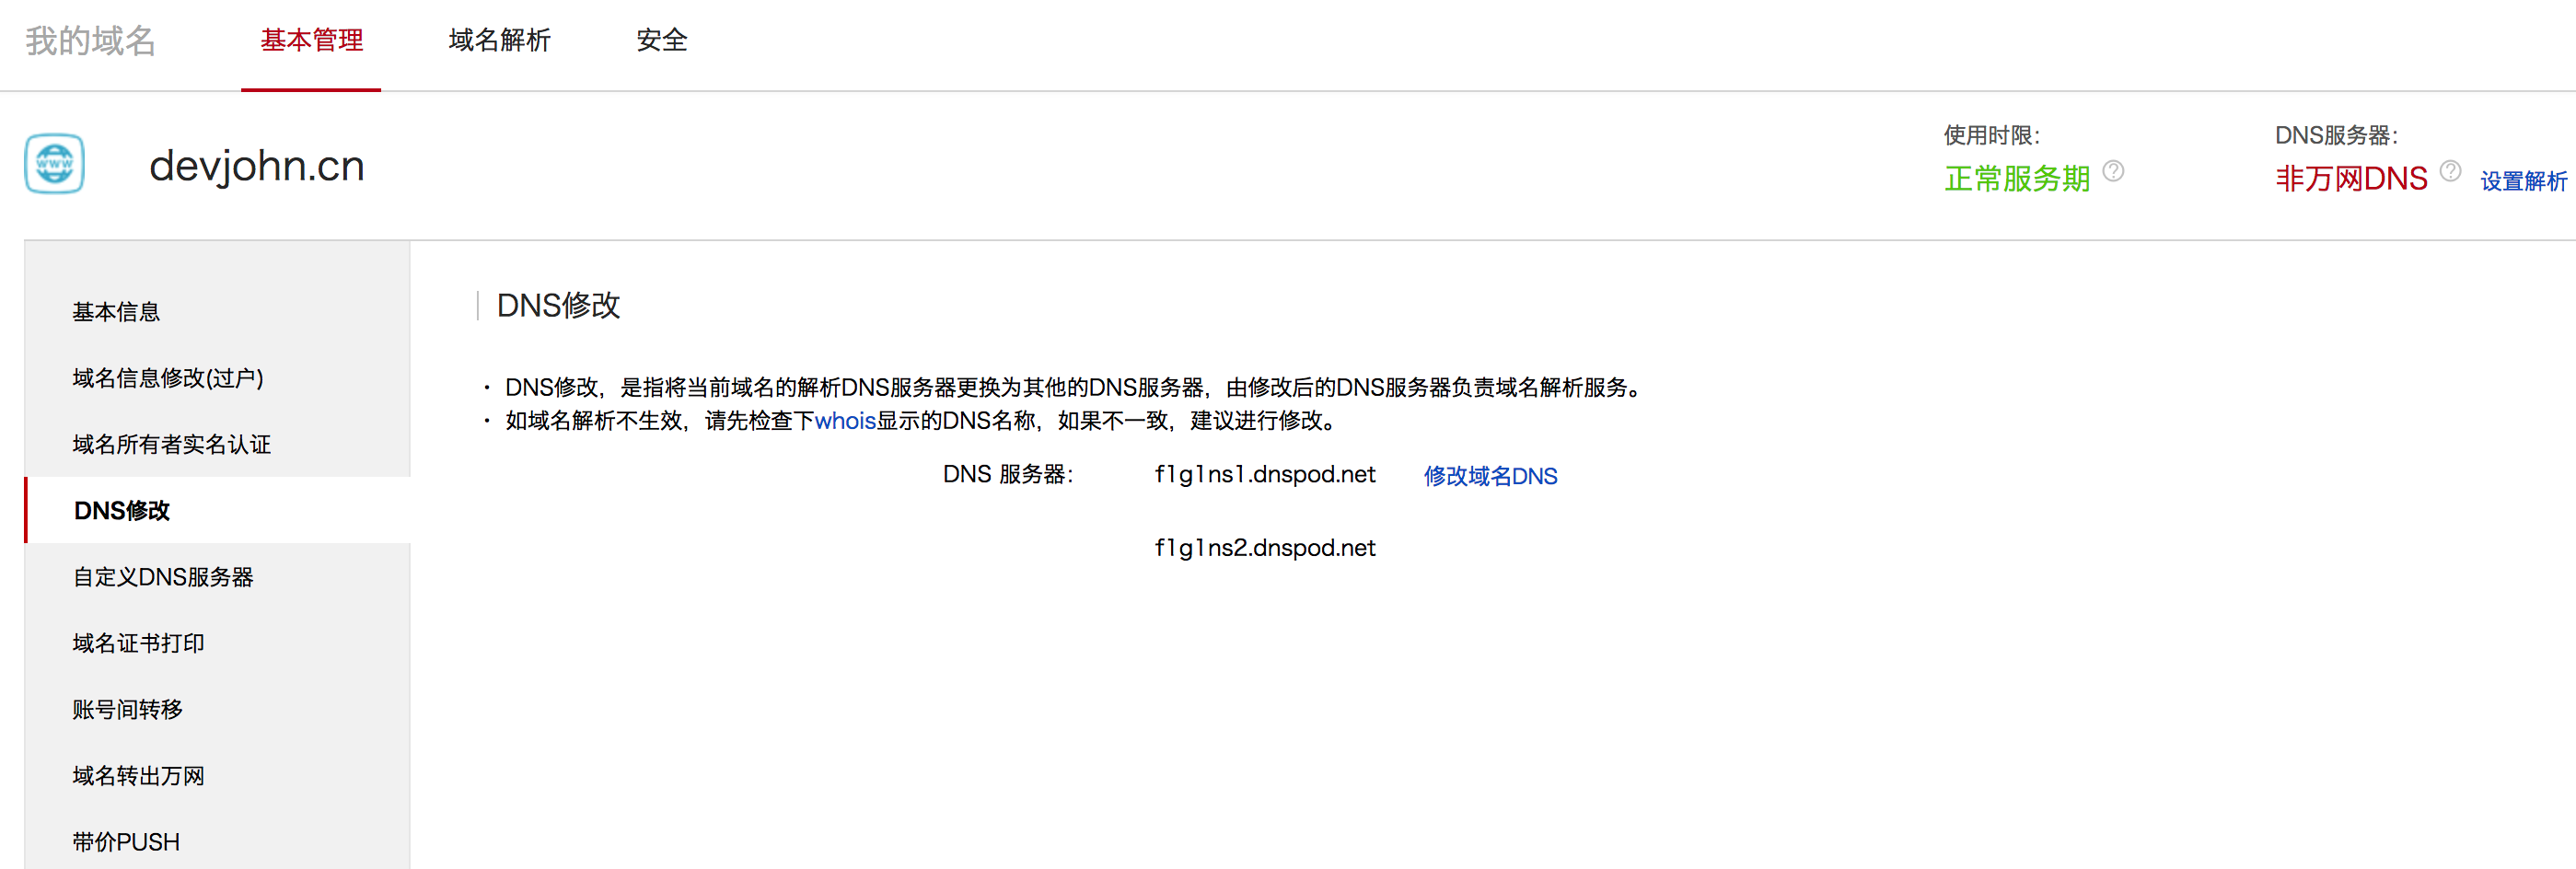 我的域名 基本管理 域名解析 安全
www
devjohn.cn
使用时限:
正常服务期 ?
DNS服务器:
非万网DNS ? 设置解析
基本信息
域名信息修改(过户)
域名所有者实名认证
DNS修改
自定义DNS服务器
域名证书打印
账号间转移
域名转出万网
带价PUSH
DNS修改
· DNS修改，是指将当前域名的解析DNS服务器更换为其他的DNS服务器，由修改后的DNS服务器负责域名解析服务。
· 如域名解析不生效，请先检查下whois显示的DNS名称，如果不一致，建议进行修改。
DNS 服务器： f1g1ns1.dnspod.net 修改域名DNS
f1g1ns2.dnspod.net